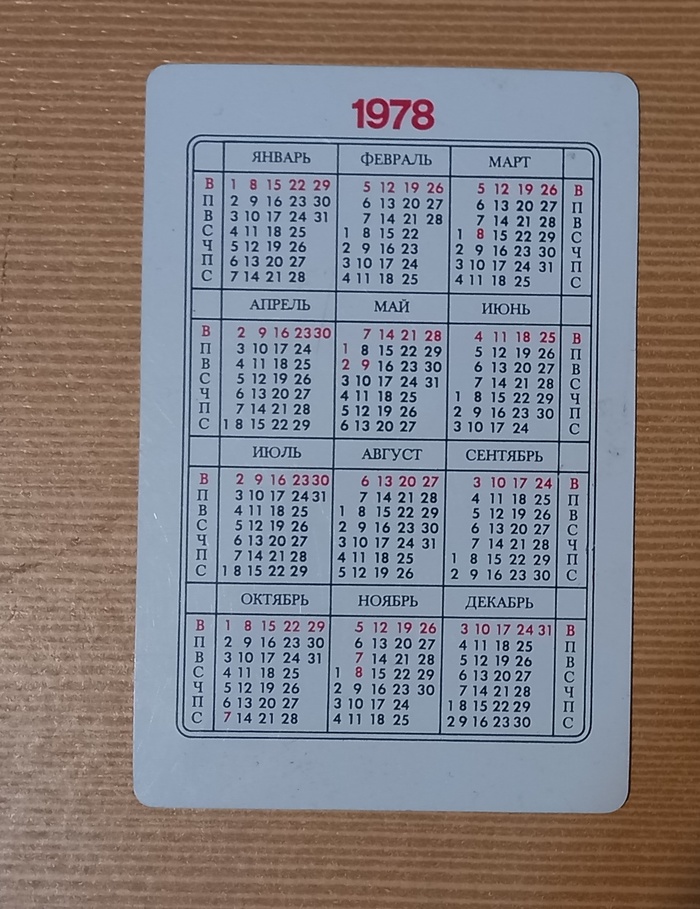 1978
ЯНВАРЬ ФЕВРАЛЬ МАРТ
В 1 8 15 22 29 5 12 19 26 5 12 19 26 В
П 2 9 16 23 30 6 13 20 27 6 13 20 27 П
В 3 10 17 24 31 7 14 21 28 7 14 21 28 В
С 4 11 18 25 1 8 15 22 1 8 15 22 29 С
Ч 5 12 19 26 2 9 16 23 2 9 16 23 30 Ч
П 6 13 20 27 3 10 17 24 3 10 17 24 31 П
С 7 14 21 28 4 11 18 25 4 11 18 25 С
АПРЕЛЬ МАЙ ИЮНЬ
В 2 9 16 23 30 7 14 21 28 4 11 18 25 В
П 3 10 17 24 1 8 15 22 29 5 12 19 26 П
В 4 11 18 25 2 9 16 23 30 6 13 20 27 В
С 5 12 19 26 3 10 17 24 31 7 14 21 28 С
Ч 6 13 20 27 4 11 18 25 1 8 15 22 29 Ч
П 7 14 21 28 5 12 19 26 2 9 16 23 30 П
С 1 8 15 22 29 6 13 20 27 3 10 17 24 С
ИЮЛЬ АВГУСТ СЕНТЯБРЬ
В 2 9 16 23 30 6 13 20 27 3 10 17 24 В
П 3 10 17 24 31 7 14 21 28 4 11 18 25 П
В 4 11 18 25 1 8 15 22 29 5 12 19 26 В
С 5 12 19 26 2 9 16 23 30 6 13 20 27 С
Ч 6 13 20 27 3 10 17 24 31 7 14 21 28 Ч
П 7 14 21 28 4 11 18 25 1 8 15 22 29 П
С 1 8 15 22 29 5 12 19 26 2 9 16 23 30 С
ОКТЯБРЬ НОЯБРЬ ДЕКАБРЬ
В 1 8 15 22 29 5 12 19 26 3 10 17 24 31 В
П 2 9 16 23 30 6 13 20 27 4 11 18 25 П
В 3 10 17 24 31 7 14 21 28 5 12 19 26 В
С 4 11 18 25 1 8 15 22 29 6 13 20 27 С
Ч 5 12 19 26 2 9 16 23 30 7 14 21 28 Ч
П 6 13 20 27 3 10 17 24 1 8 15 22 29 П
С 7 14 21 28 4 11 18 25 2 9 16 23 30 С